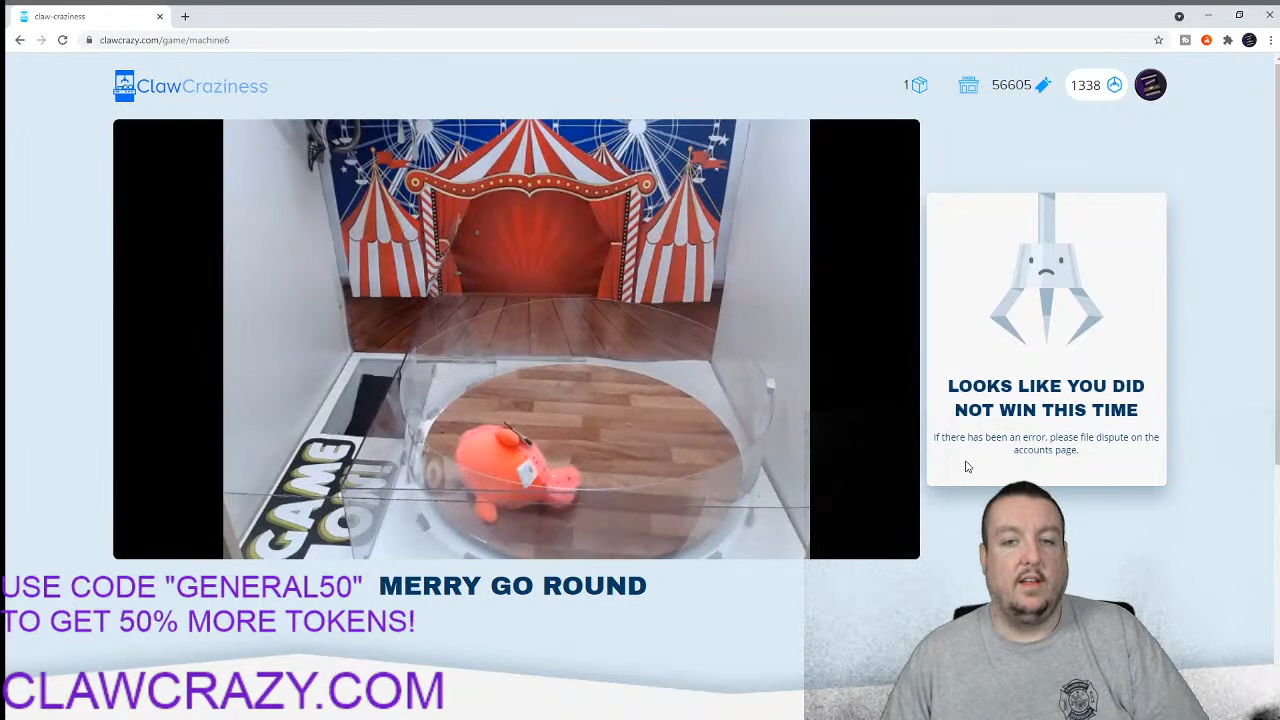 claw-craziness
clawcrazy.com/game/machine6
ClawCraziness
1
56605
1338
LOOKS LIKE YOU DID
NOT WIN THIS TIME
If there has been an error, please file dispute on the
accounts page.
GAME
ON!
USE CODE "GENERAL50"
TO GET 50% MORE TOKENS!
MERRY GO ROUND
CLAWCRAZY.COM